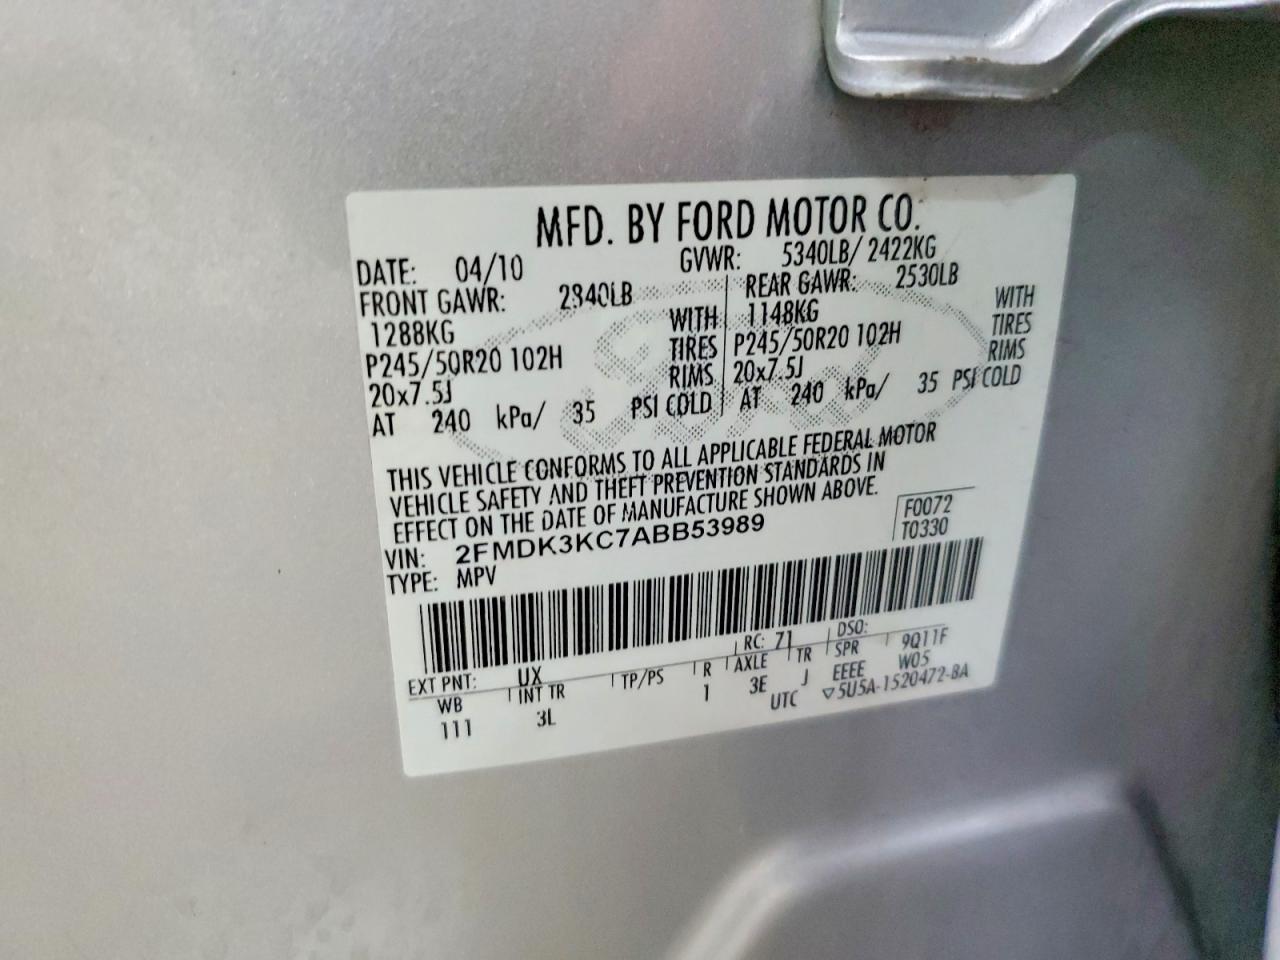 MFD. BY FORD MOTOR CO.
DATE: 04/10 GVWR: 5340LB/ 2422KG
FRONT GAWR: 2840LB REAR GAWR: 2530LB
1288KG WITH 1148KG WITH
P245/50R20 102H TIRES P245/50R20 102H TIRES
20x7.5J RIMS 20x7.5J RIMS
AT 240 kPa/ 35 PSI COLD AT 240 kPa/ 35 PSI COLD
THIS VEHICLE CONFORMS TO ALL APPLICABLE FEDERAL MOTOR
VEHICLE SAFETY AND THEFT PREVENTION STANDARDS IN
EFFECT ON THE DATE OF MANUFACTURE SHOWN ABOVE.
F0072
VIN: 2FMDK3KC7ABB53989 T0330
TYPE: MPV
EXT PNT: UX RC: 71 DSO:
WB INT TR TP/PS R AXLE TR SPR 9Q11F
111 3L 1 3E J EEEE W05
UTC ▽5U5A-1520472-BA